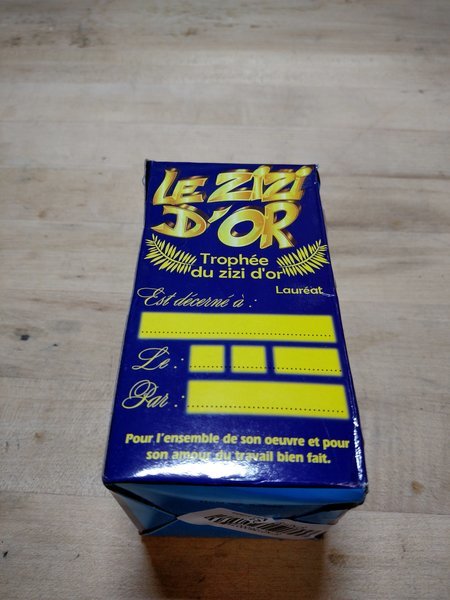 LE ZIZI
D'OR
Trophée
du zizi d'or
Lauréat
Est décerné à :
Le :
Par :
Pour l'ensemble de son oeuvre et pour
son amour du travail bien fait.